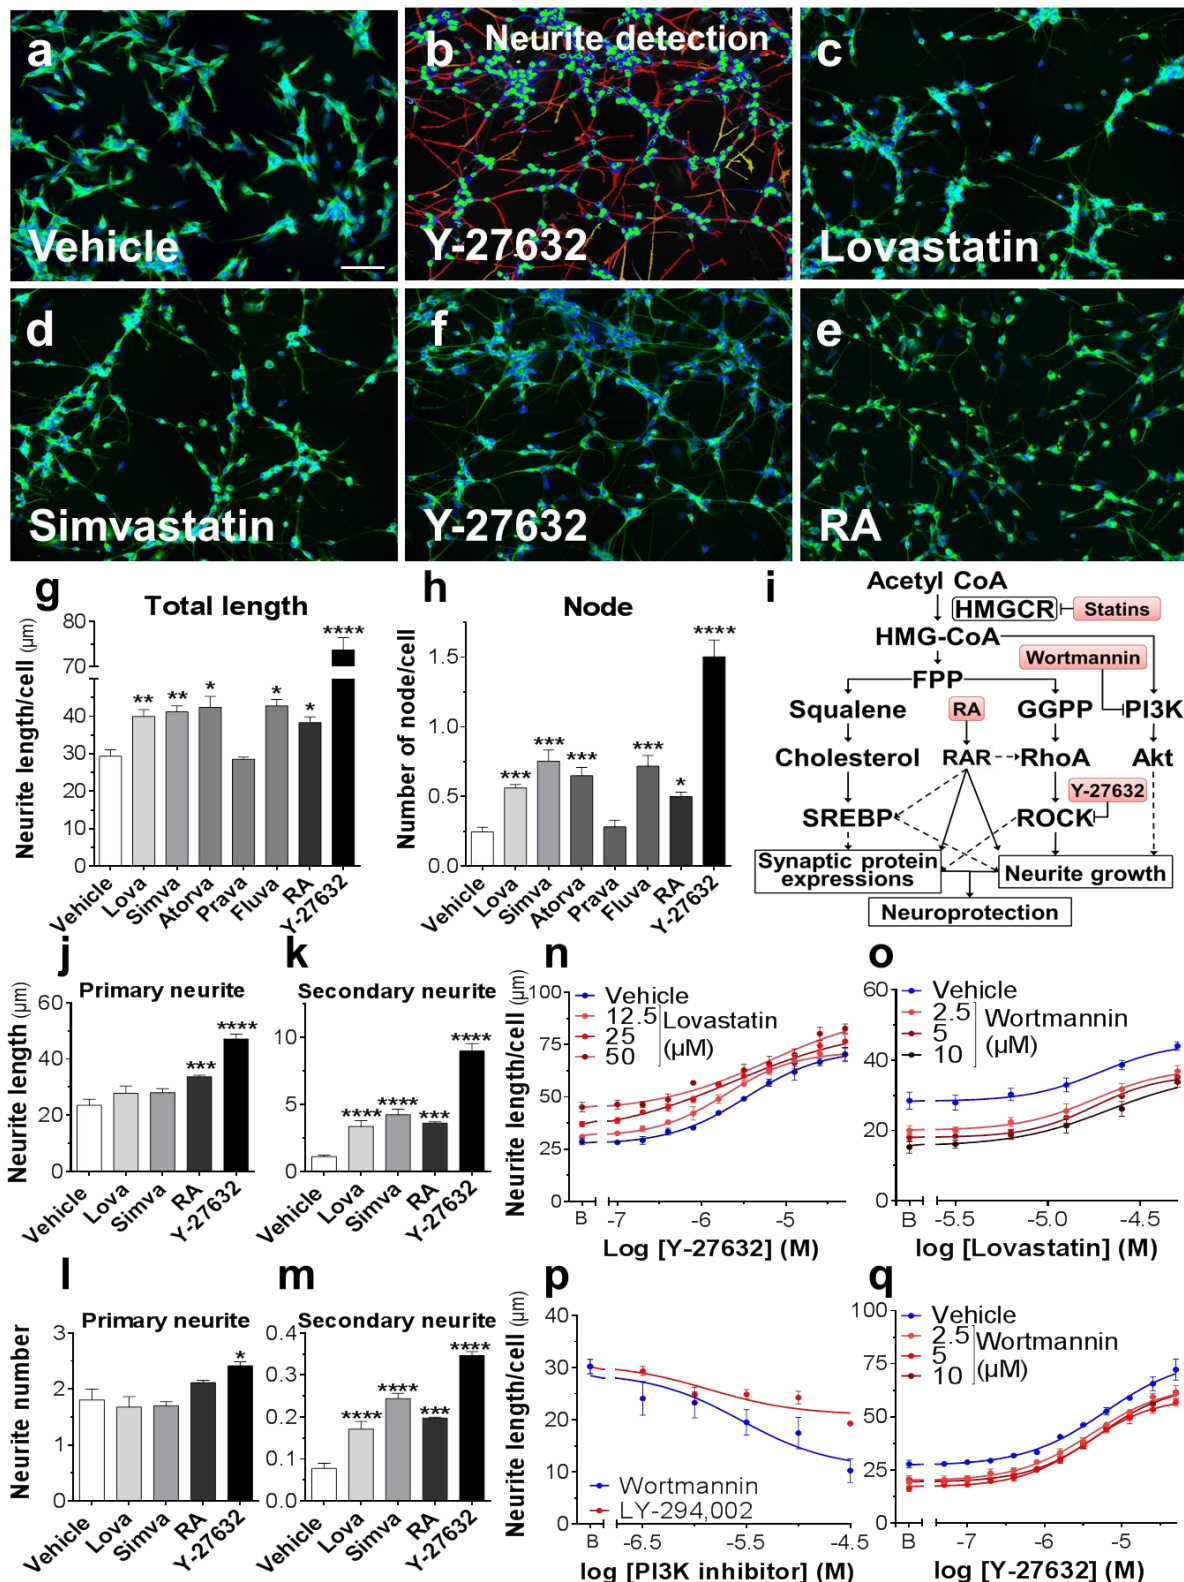 a
Vehicle
b
Neurite detection
Y-27632
c
Lovastatin
d
Simvastatin
f
Y-27632
e
RA
g
Total length
Neurite length/cell (µm)
80
70
40
30
20
10
0
** ** * * * ****
Vehicle Lova Simva Atorva Prava Fluva RA Y-27632
h
Node
Number of node/cell
1.5
1.0
0.5
0.0
*** *** *** *** * ****
Vehicle Lova Simva Atorva Prava Fluva RA Y-27632
i
Acetyl CoA
HMGCR
Statins
HMG-CoA
Wortmannin
FPP
Squalene
RA
GGPP
PI3K
Cholesterol
RAR
RhoA
Akt
Y-27632
SREBP
ROCK
Synaptic protein
expressions
Neurite growth
Neuroprotection
j
Primary neurite
Neurite length (µm)
60
40
20
0
*** ****
Vehicle Lova Simva RA Y-27632
k
Secondary neurite
10
5
0
**** **** *** ****
Vehicle Lova Simva RA Y-27632
n
Neurite length/cell (µm)
100
75
50
25
0
Vehicle
12.5
25
50
Lovastatin
(µM)
B -7 -6 -5
Log [Y-27632] (M)
o
60
40
20
0
Vehicle
2.5
5
10
Wortmannin
(µM)
B -5.5 -5.0 -4.5
log [Lovastatin] (M)
l
Primary neurite
Neurite number
3
2
1
0
*
Vehicle Lova Simva RA Y-27632
m
Secondary neurite
0.4
0.3
0.2
0.1
0.0
**** **** *** ****
Vehicle Lova Simva RA Y-27632
p
Neurite length/cell (µm)
40
30
20
10
0
Wortmannin
LY-294,002
B -6.5 -5.5 -4.5
log [PI3K inhibitor] (M)
q
100
75
50
25
0
Vehicle
2.5
5
10
Wortmannin
(µM)
B -7 -6 -5
log [Y-27632] (M)